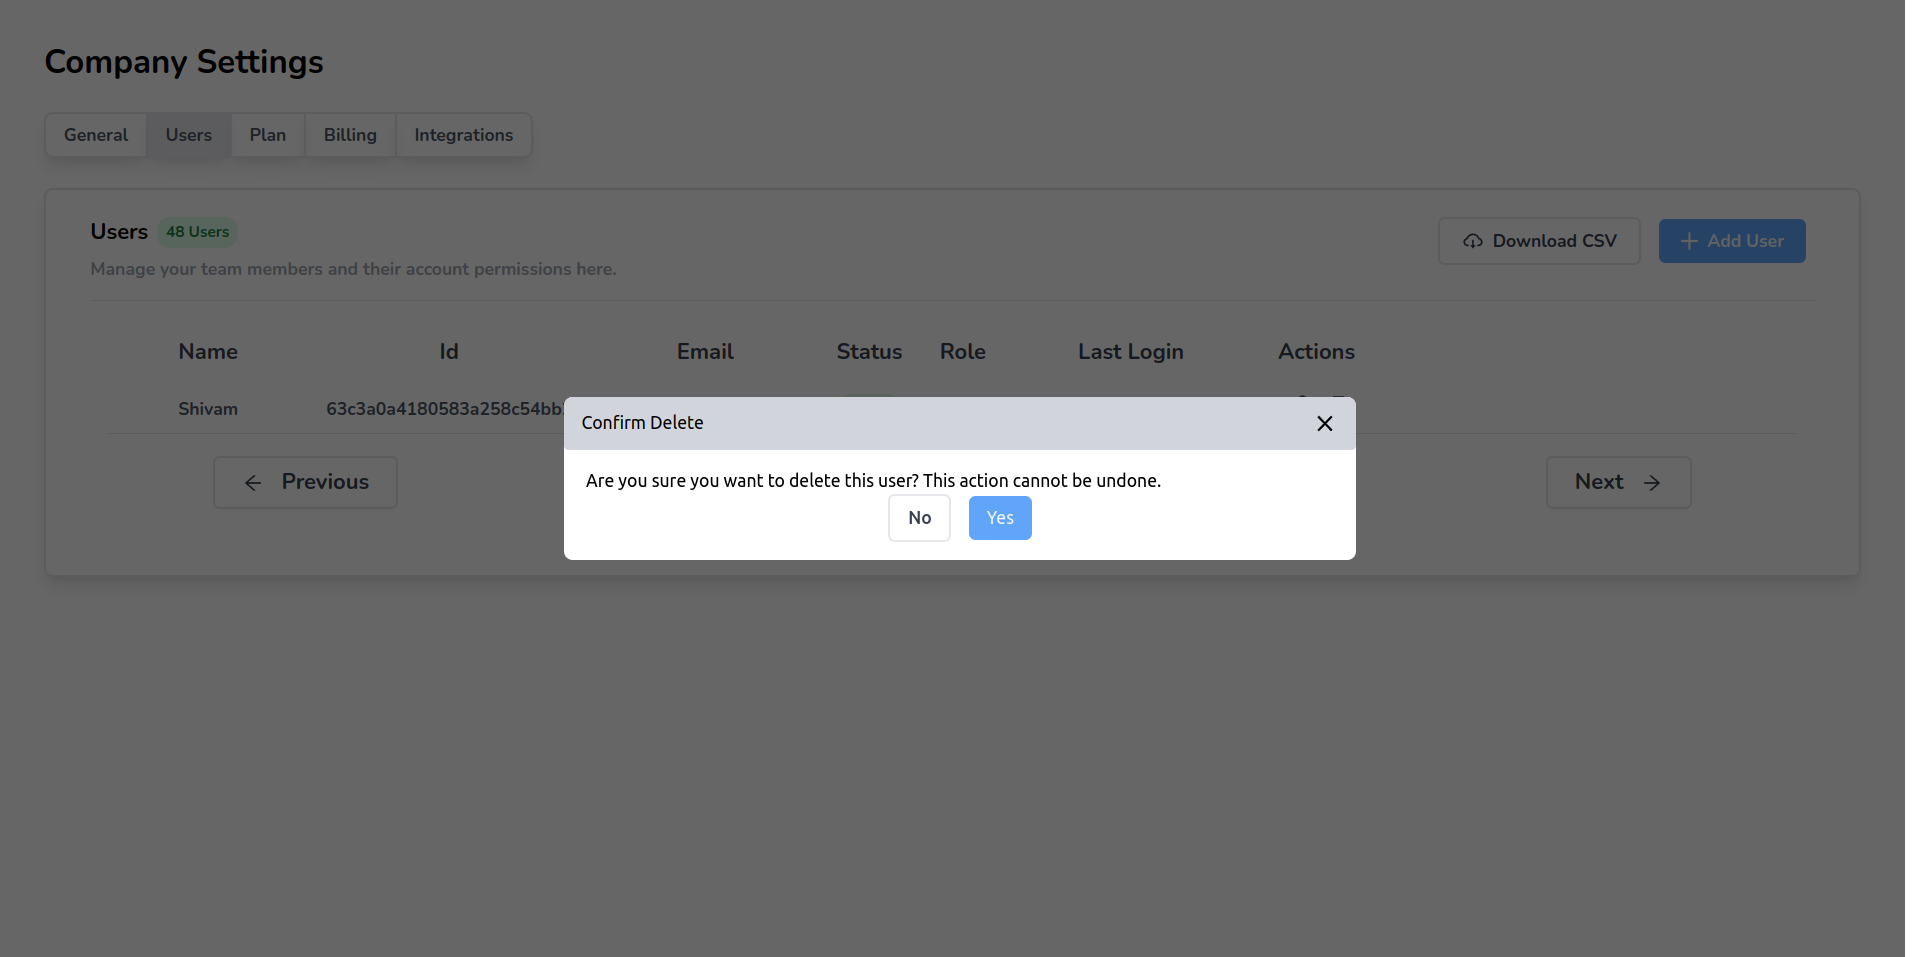 Company Settings
General Users Plan Billing Integrations
Users 48 Users
Manage your team members and their account permissions here.
Download CSV
Add User
Name Id Email Status Role Last Login Actions
Shivam 63c3a0a4180583a258c54bb
Confirm Delete
Are you sure you want to delete this user? This action cannot be undone.
No Yes
Previous
Next